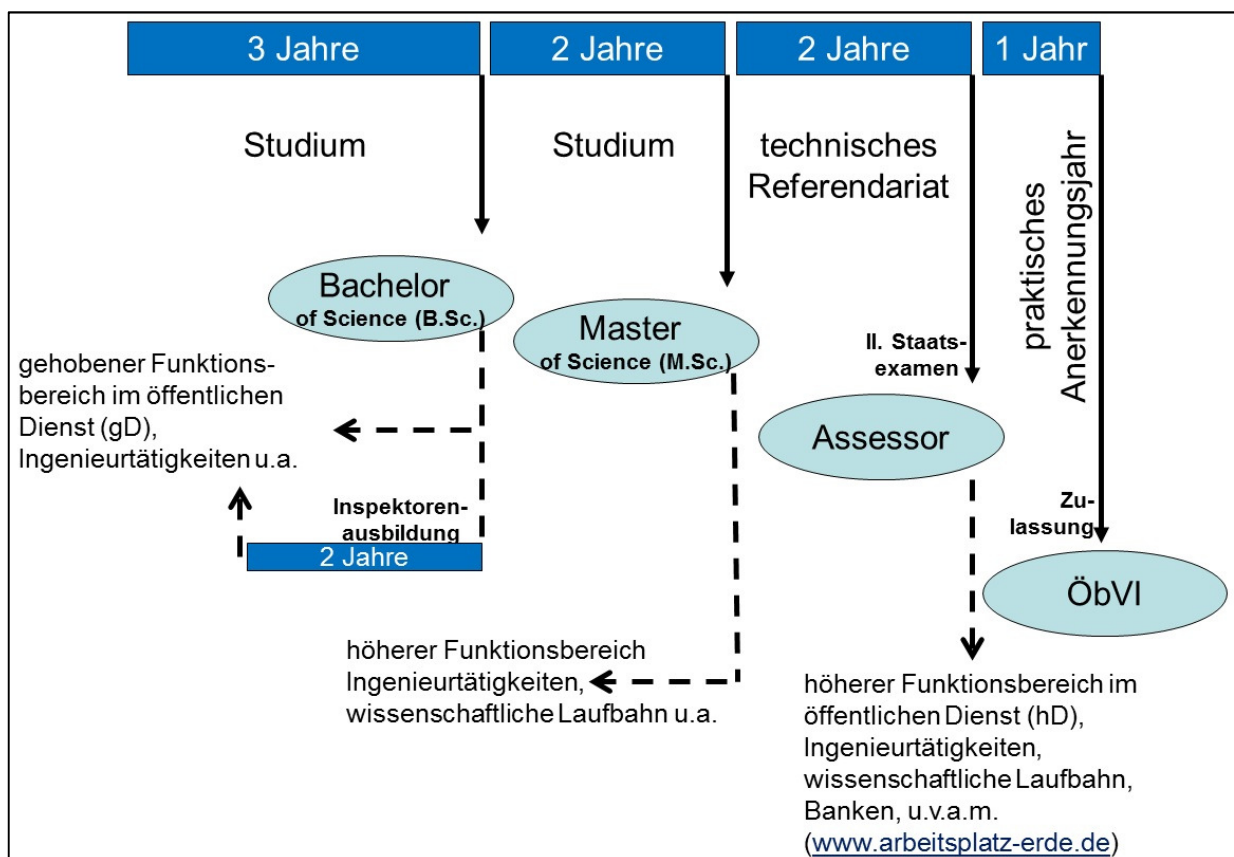 3 Jahre
2 Jahre
2 Jahre
1 Jahr
Studium
Studium
technisches
Referendariat
praktisches
Anerkennungsjahr
Bachelor
of Science (B.Sc.)
Master
of Science (M.Sc.)
II. Staats-
examen
Assessor
gehobener Funktions-
bereich im öffentlichen
Dienst (gD),
Ingenieurtätigkeiten u.a.
Inspektoren-
ausbildung
2 Jahre
Zu-
lassung
ÖbVI
höherer Funktionsbereich
Ingenieurtätigkeiten,
wissenschaftliche Laufbahn u.a.
höherer Funktionsbereich im
öffentlichen Dienst (hD),
Ingenieurtätigkeiten,
wissenschaftliche Laufbahn,
Banken, u.v.a.m.
(www.arbeitsplatz-erde.de)